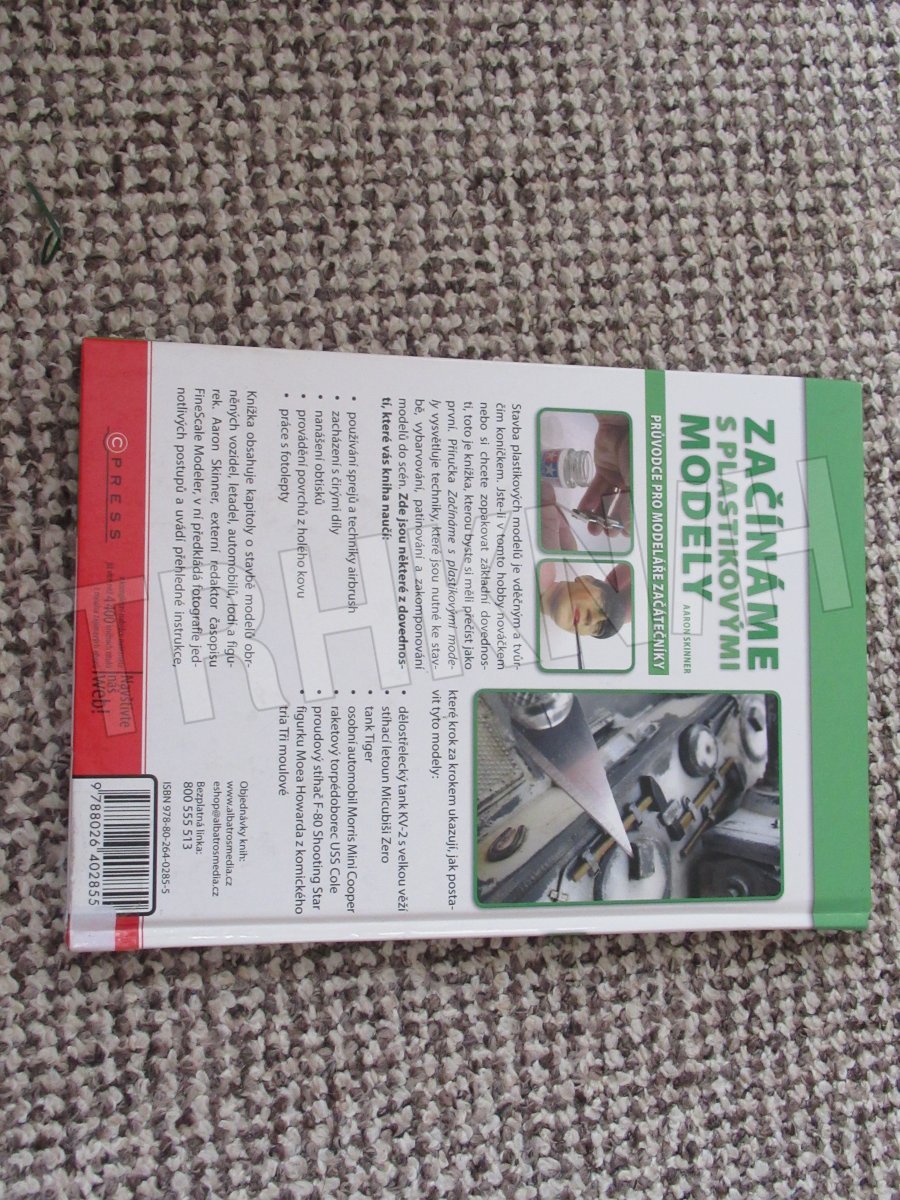 ZAČÍNÁME
S PLASTIKOVÝMI
MODELY
AARON SKINNER
PRŮVODCE PRO MODELÁŘE ZAČÁTEČNÍKY
Stavba plastikových modelů je vděčným a tvůr-
čím koníčkem. Jste-li v tomto hobby nováčkem
nebo si chcete zopakovat základní dovednos-
ti, toto je knížka, kterou byste si měli přečíst jako
první. Příručka Začínáme s plastikovými mode-
ly vysvětluje techniky, které jsou nutné ke stav-
bě, vybarvování, patinování a zakomponování
modelů do scén. Zde jsou některé z dovednos-
tí, které vás kniha naučí:
• používání sprejů a techniky airbrush
• zacházení s čirými díly
• nanášení obtisků
• provádění povrchů z holého kovu
• práce s fotolepty
Knížka obsahuje kapitoly o stavbě modelů obr-
něných vozidel, letadel, automobilů, lodí a figu-
rek. Aaron Skinner, externí redaktor časopisu
FineScale Modeler, v ní předkládá fotografie jed-
notlivých postupů a uvádí přehledné instrukce,
které krok za krokem ukazují, jak posta-
vit tyto modely:
• dělostřelecký tank KV-2 s velkou věží
• stíhací letoun Micubiši Zero
• tank Tiger
• osobní automobil Morris Mini Cooper
• raketový torpédoborec USS Cole
• proudový stíhač F-80 Shooting Star
• figurku Moea Howarda z komického
tria Tři moulové
CPRESS
Navštivte
náš
web!
Objednávky knih:
www.albatrosmedia.cz
eshop@albatrosmedia.cz
Bezplatná linka:
800 555 513
ISBN 978-80-264-0285-5
9 788026 402855
TRHKNIH